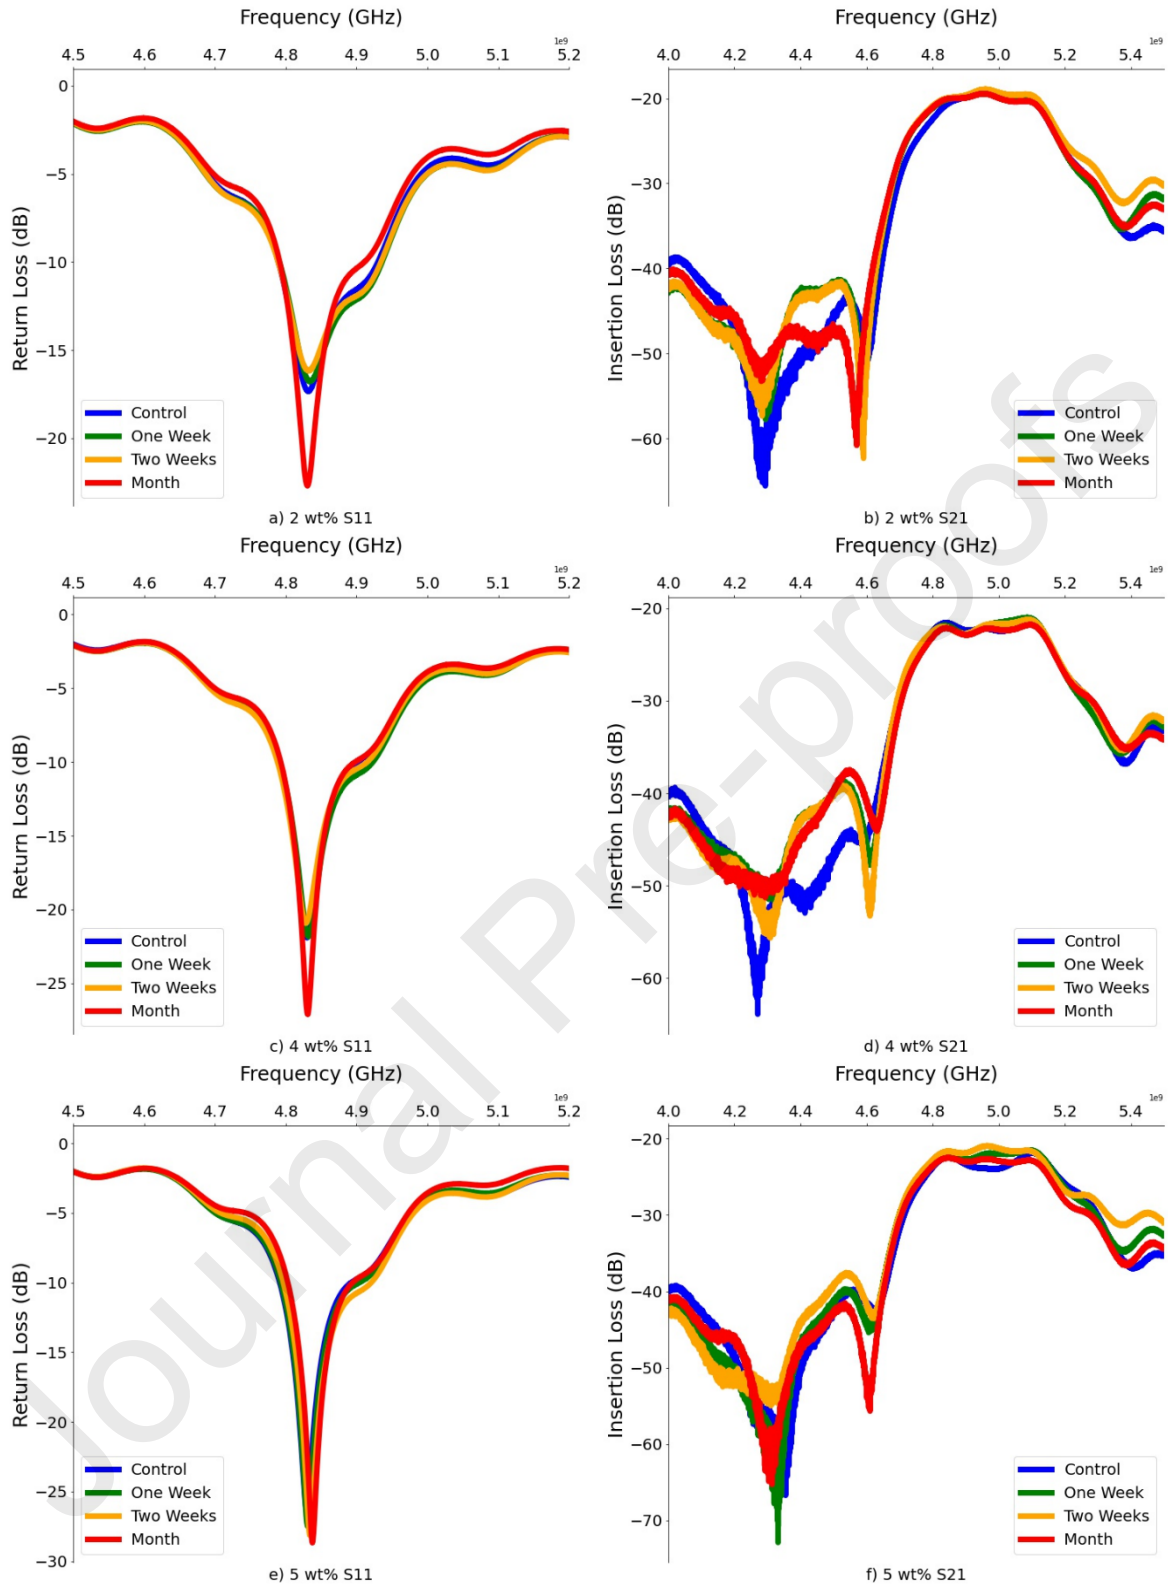 Frequency (GHz)
1e9
4.5 4.6 4.7 4.8 4.9 5.0 5.1 5.2
0
−5
−10
−15
−20
Return Loss (dB)
Control
One Week
Two Weeks
Month
a) 2 wt% S11
Frequency (GHz)
1e9
4.0 4.2 4.4 4.6 4.8 5.0 5.2 5.4
−20
−30
−40
−50
−60
Insertion Loss (dB)
Control
One Week
Two Weeks
Month
b) 2 wt% S21
Frequency (GHz)
1e9
4.5 4.6 4.7 4.8 4.9 5.0 5.1 5.2
0
−5
−10
−15
−20
−25
Return Loss (dB)
Control
One Week
Two Weeks
Month
c) 4 wt% S11
Frequency (GHz)
1e9
4.0 4.2 4.4 4.6 4.8 5.0 5.2 5.4
−20
−30
−40
−50
−60
Insertion Loss (dB)
Control
One Week
Two Weeks
Month
d) 4 wt% S21
Frequency (GHz)
1e9
4.5 4.6 4.7 4.8 4.9 5.0 5.1 5.2
0
−5
−10
−15
−20
−25
−30
Return Loss (dB)
Control
One Week
Two Weeks
Month
e) 5 wt% S11
Frequency (GHz)
1e9
4.0 4.2 4.4 4.6 4.8 5.0 5.2 5.4
−20
−30
−40
−50
−60
−70
Insertion Loss (dB)
Control
One Week
Two Weeks
Month
f) 5 wt% S21
Journal Pre-proofs